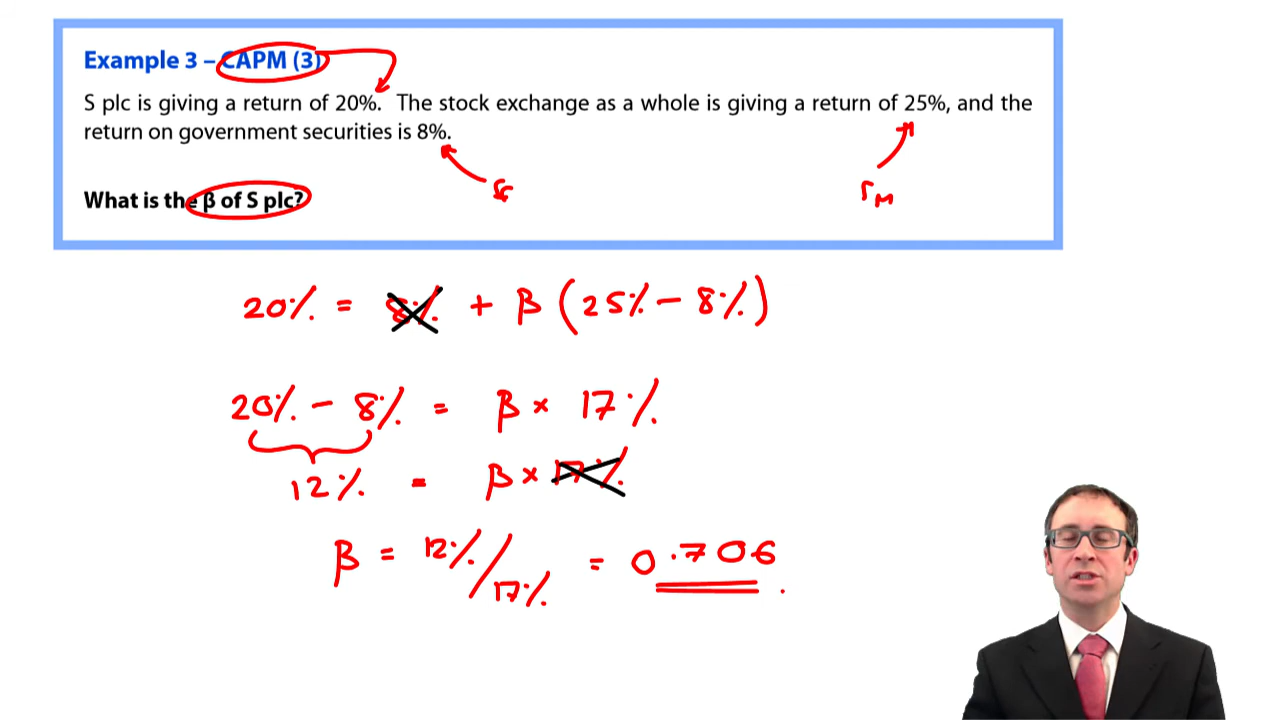 Example 3 – CAPM (3)
S plc is giving a return of 20%. The stock exchange as a whole is giving a return of 25%, and the
return on government securities is 8%.
rf
rM
What is the β of S plc?
20% = 8% + β (25% − 8%)
20% − 8% = β × 17%
12% = β × 17%
β = 12%/17% = 0.706